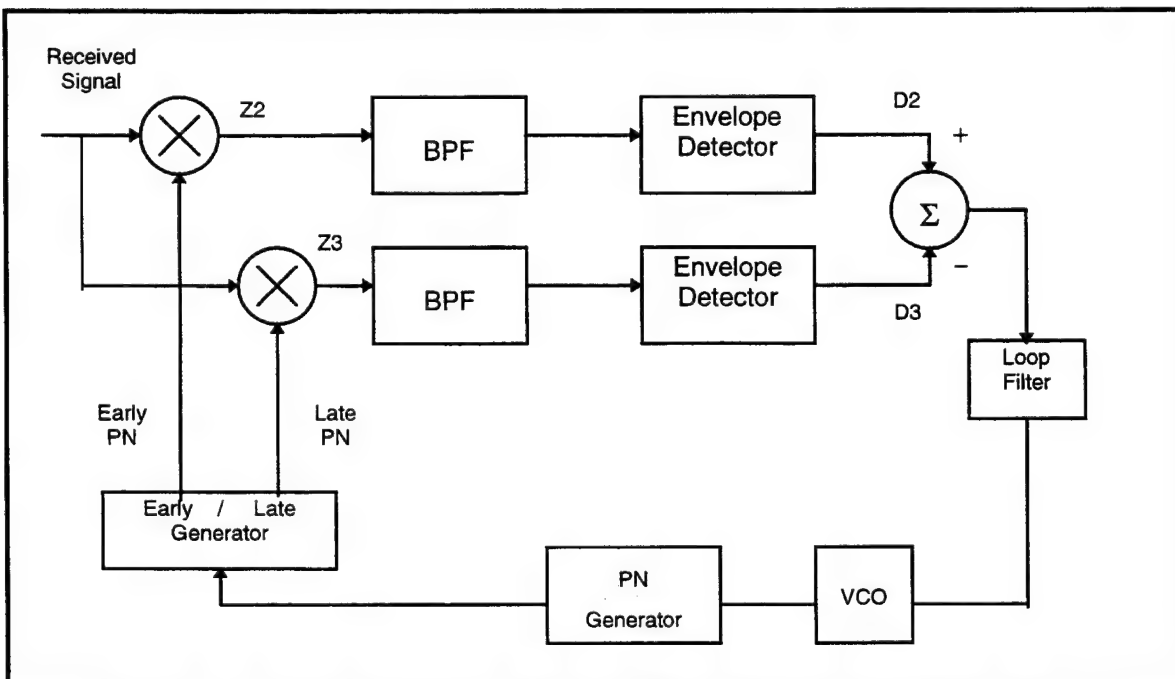 Received
Signal
Z2
BPF
Envelope
Detector
D2
+
Σ
Z3
BPF
Envelope
Detector
−
D3
Loop
Filter
Early
PN
Late
PN
Early / Late
Generator
PN
Generator
VCO